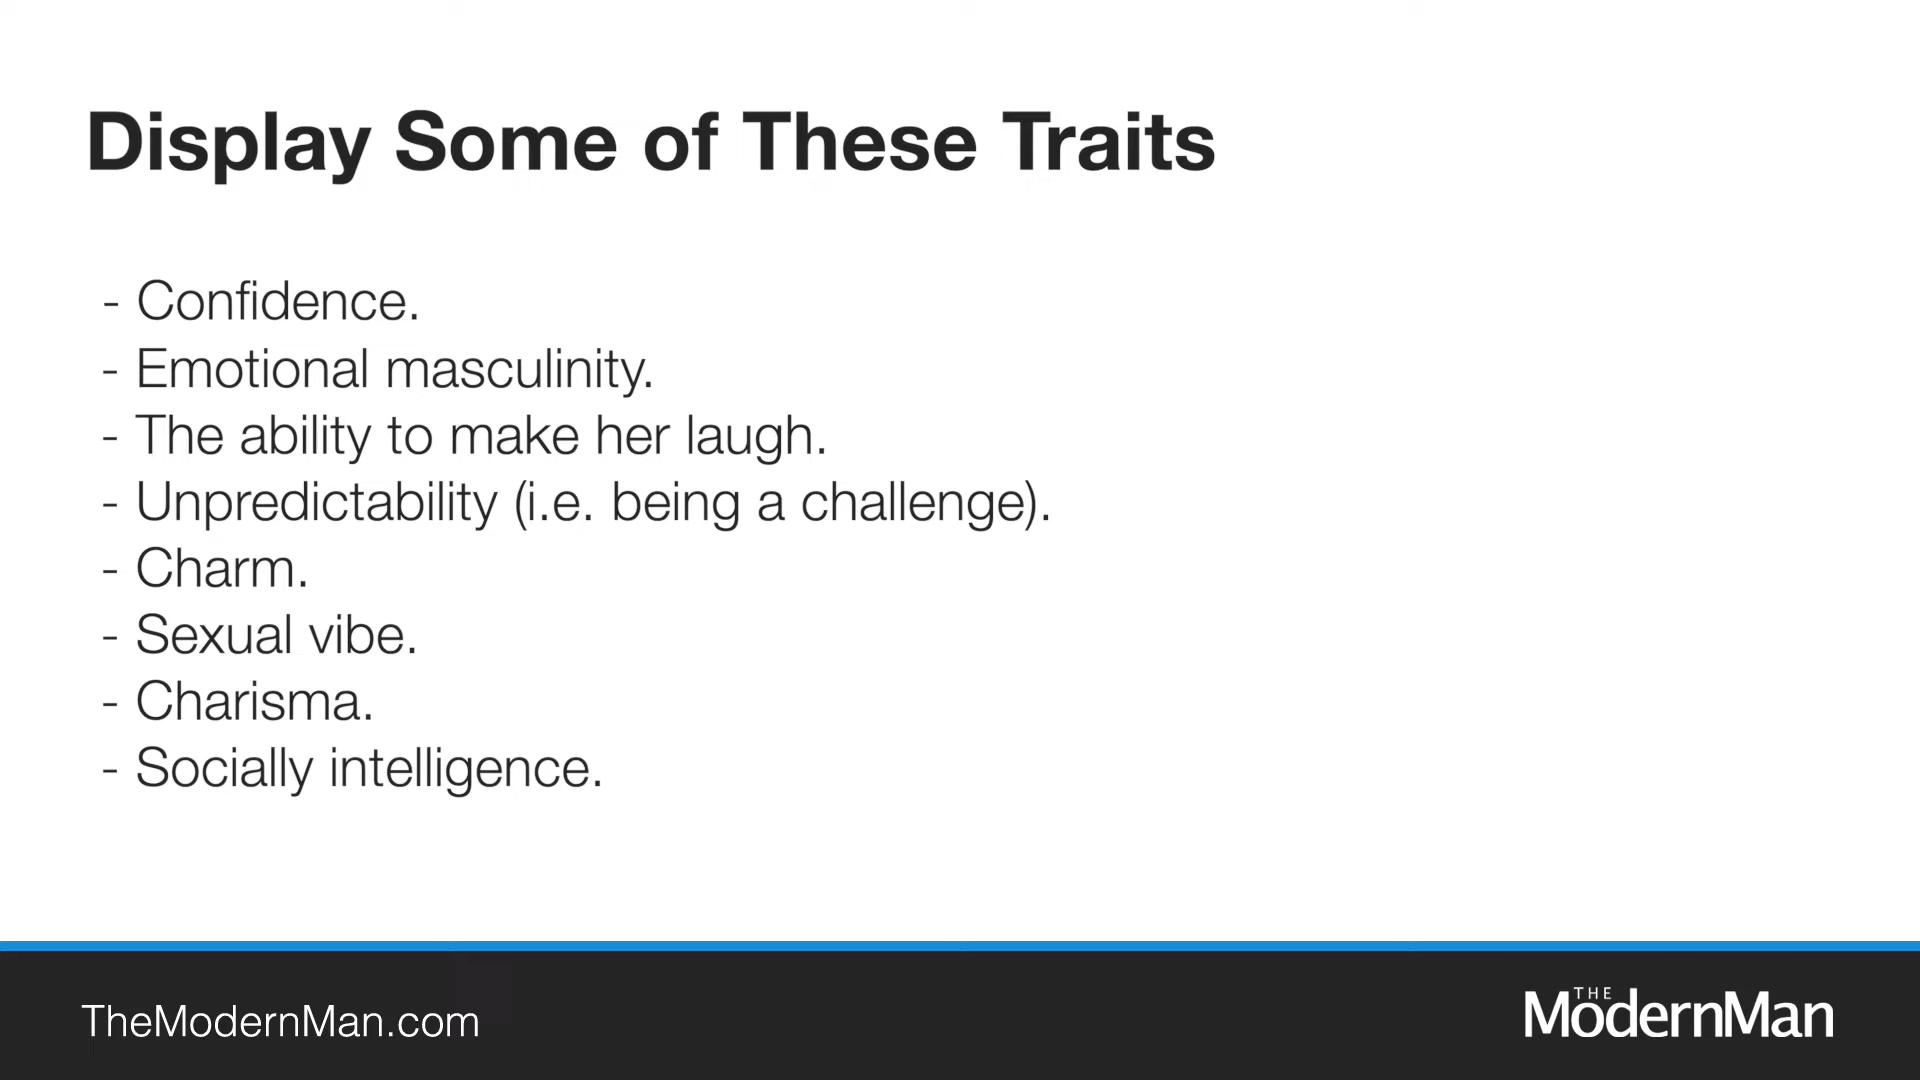 Display Some of These Traits
- Confidence.
- Emotional masculinity.
- The ability to make her laugh.
- Unpredictability (i.e. being a challenge).
- Charm.
- Sexual vibe.
- Charisma.
- Socially intelligence.
TheModernMan.com
THE
ModernMan